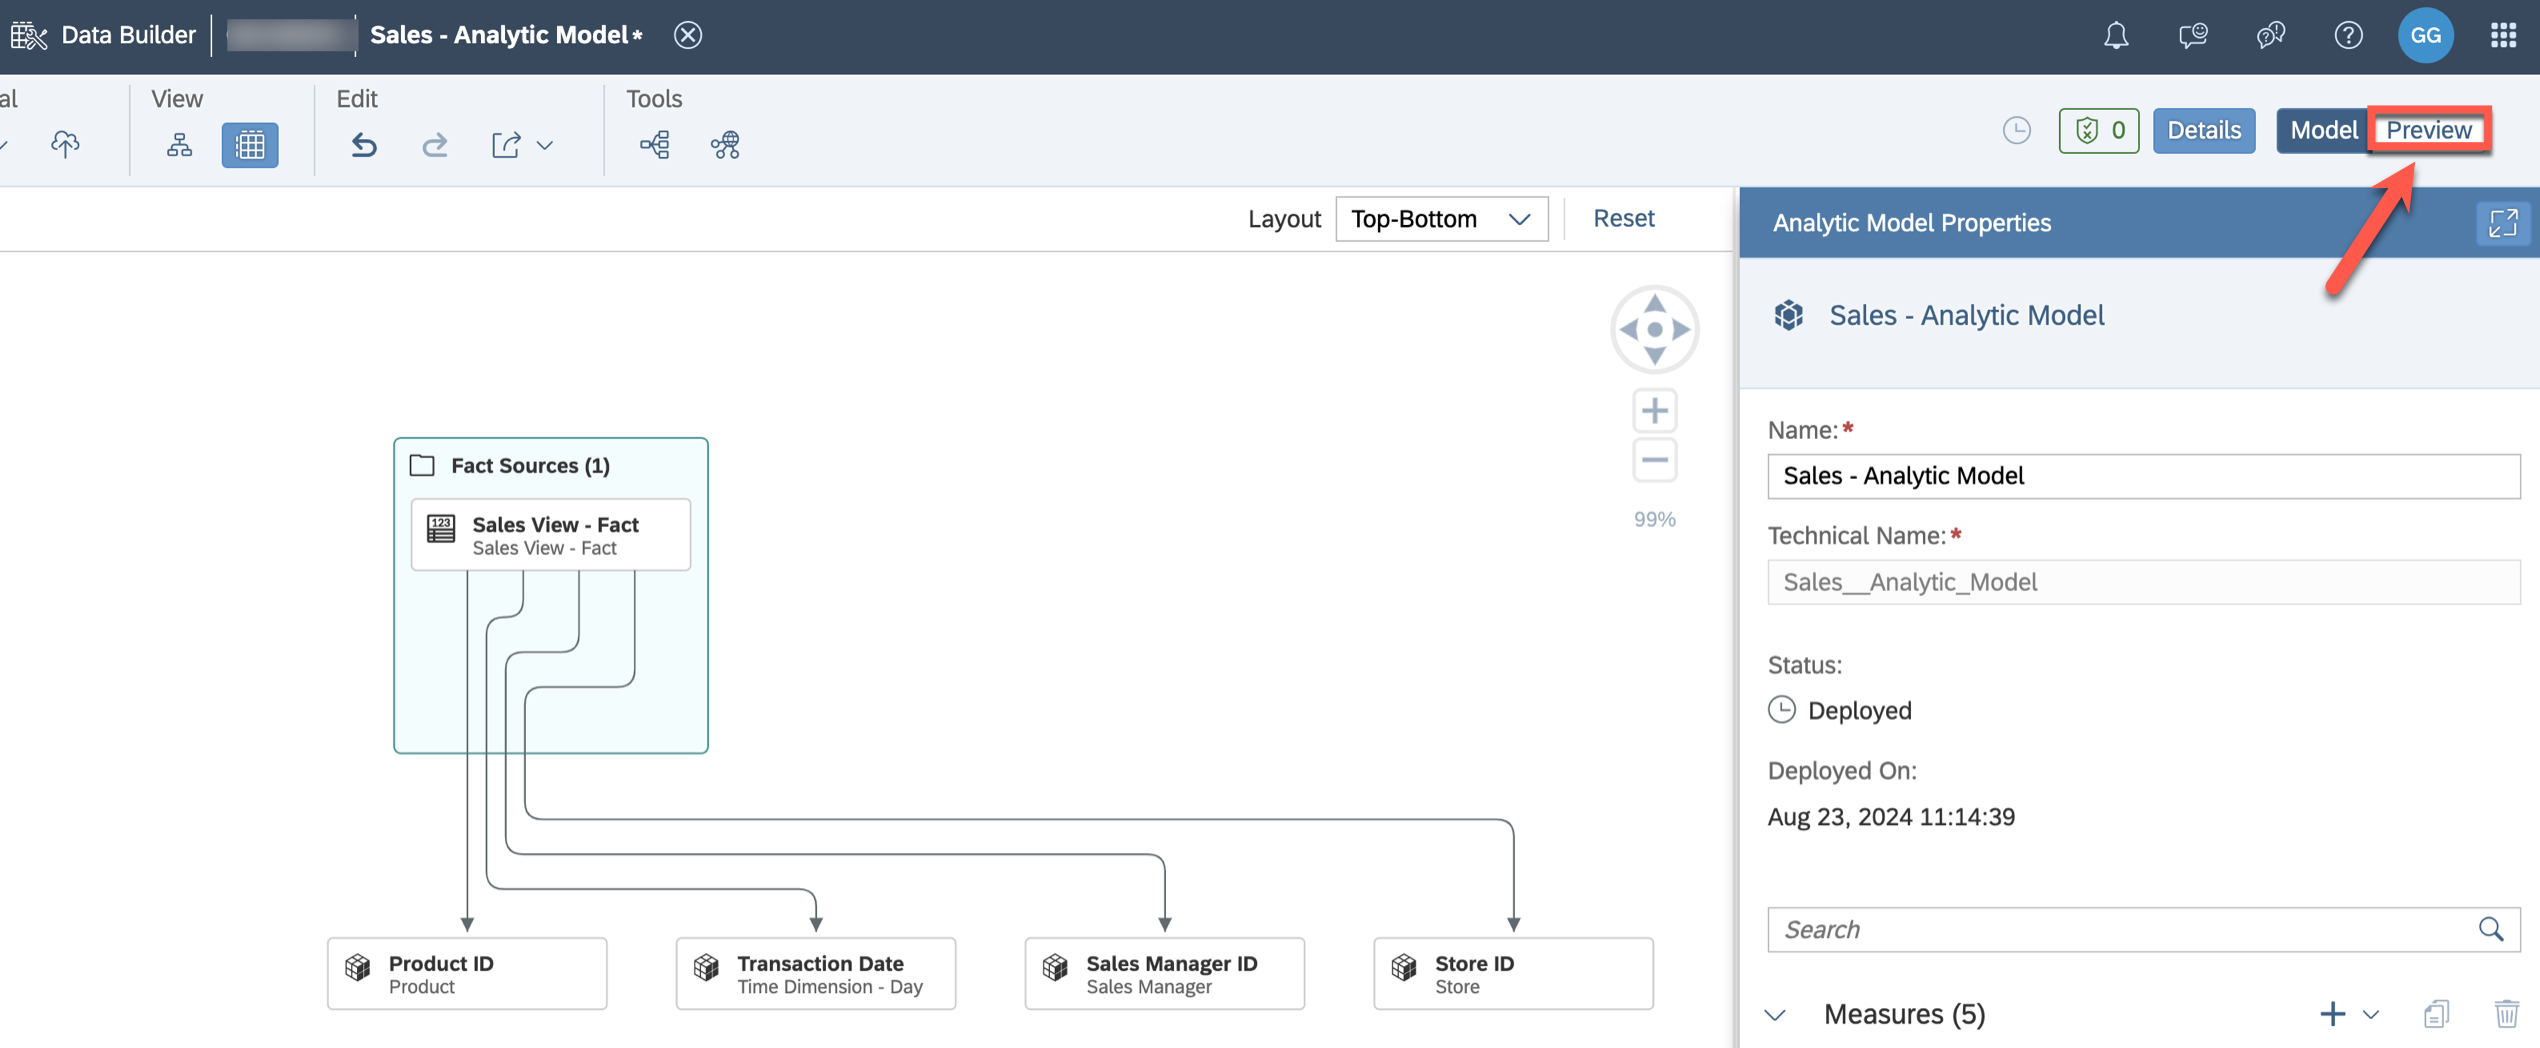 Data Builder
Sales - Analytic Model*
GG
al
View
Edit
Tools
0
Details
Model
Preview
Layout
Top-Bottom
Reset
99%
Fact Sources (1)
123
Sales View - Fact
Sales View - Fact
Product ID
Product
Transaction Date
Time Dimension - Day
Sales Manager ID
Sales Manager
Store ID
Store
Analytic Model Properties
Sales - Analytic Model
Name:*
Sales - Analytic Model
Technical Name:*
Sales__Analytic_Model
Status:
Deployed
Deployed On:
Aug 23, 2024 11:14:39
Search
Measures (5)